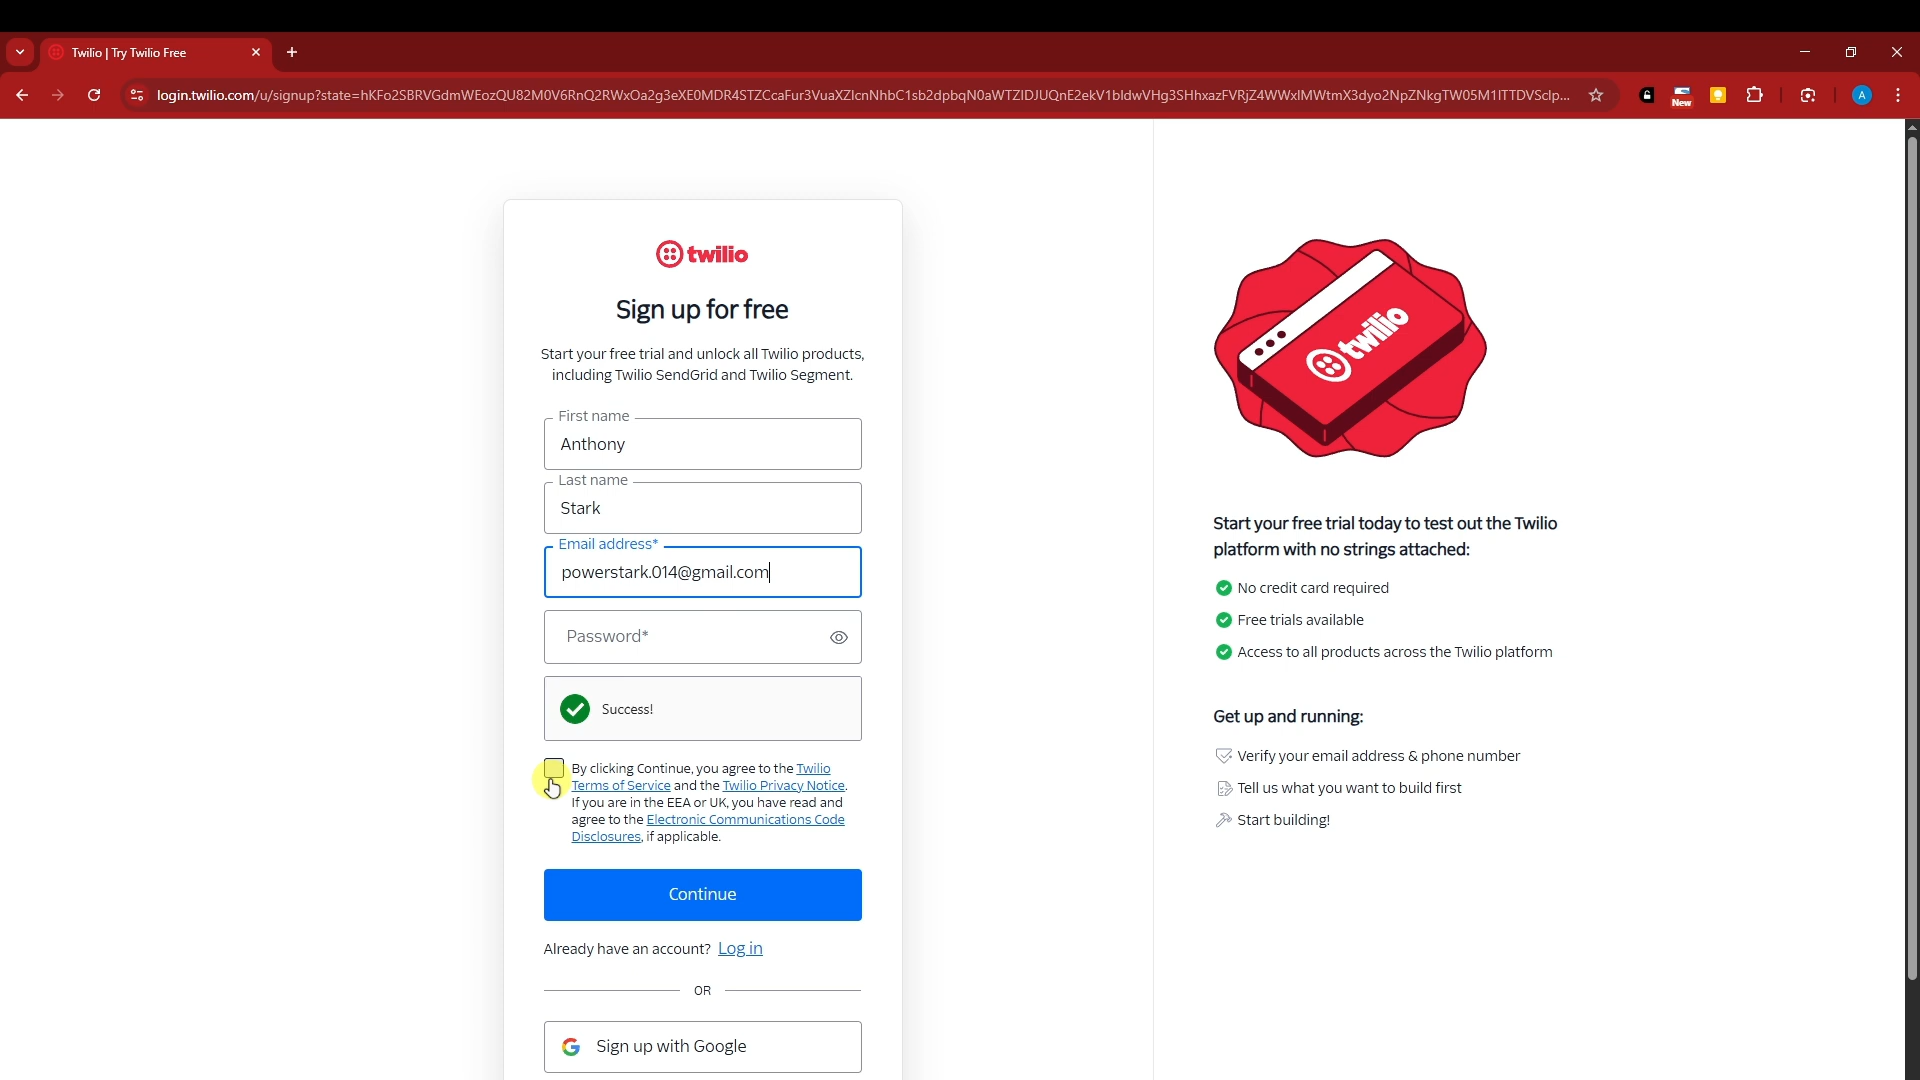 Twilio | Try Twilio Free
New
A
twilio
Sign up for free
Start your free trial and unlock all Twilio products,
including Twilio SendGrid and Twilio Segment.
First name
Anthony
Last name
Stark
Email address*
powerstark.014@gmail.com
Password*
Success!
By clicking Continue, you agree to the Twilio
Terms of Service and the Twilio Privacy Notice.
If you are in the EEA or UK, you have read and
agree to the Electronic Communications Code
Disclosures, if applicable.
Continue
Already have an account? Log in
OR
Sign up with Google
twilio
Start your free trial today to test out the Twilio
platform with no strings attached:
No credit card required
Free trials available
Access to all products across the Twilio platform
Get up and running:
Verify your email address & phone number
Tell us what you want to build first
Start building!